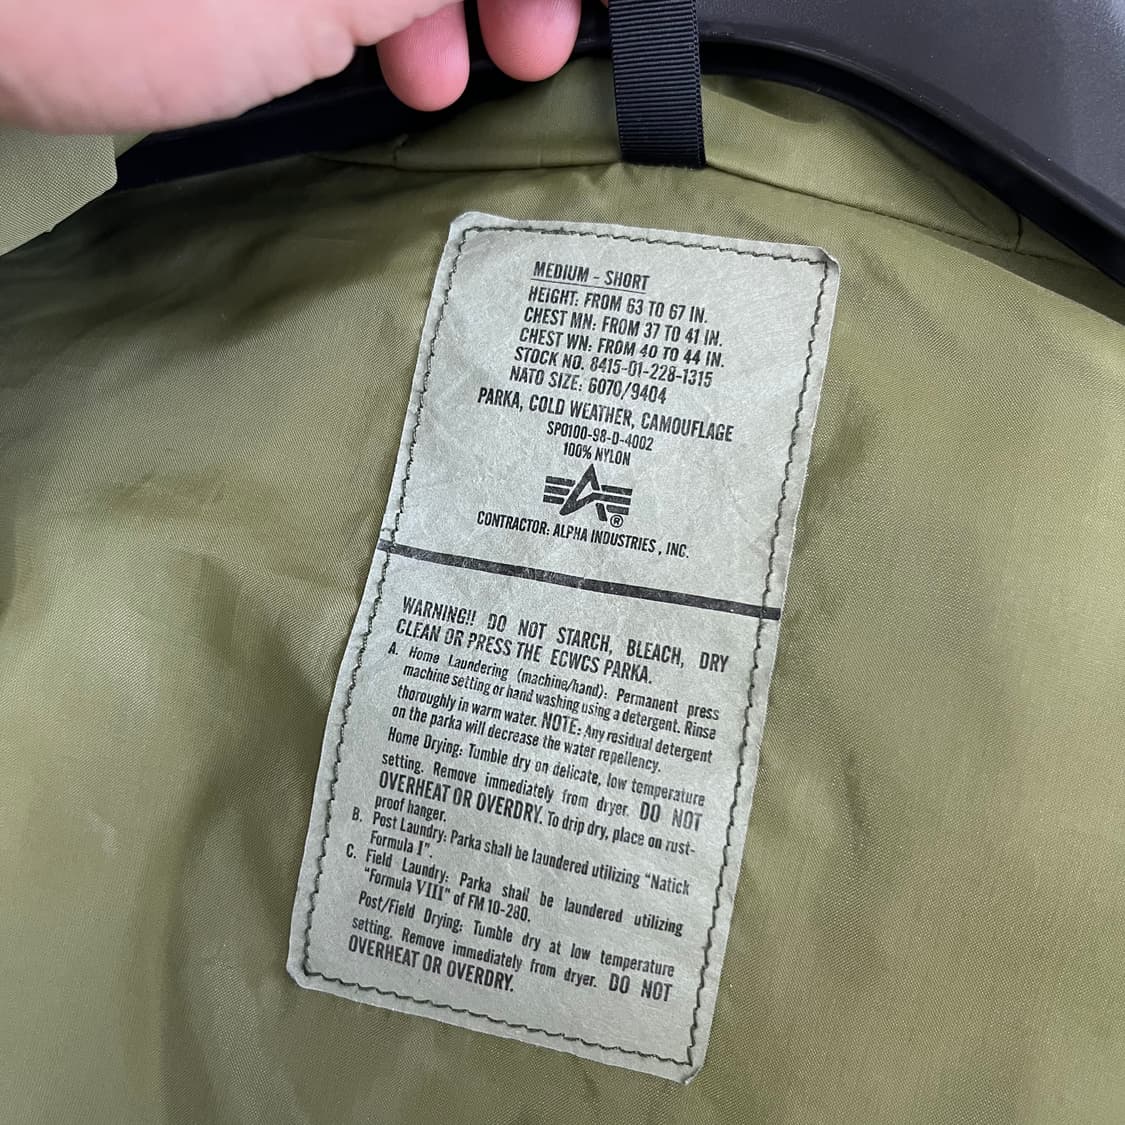 MEDIUM - SHORT
HEIGHT: FROM 63 TO 67 IN.
CHEST MN: FROM 37 TO 41 IN.
CHEST WN: FROM 40 TO 44 IN.
STOCK NO. 8415-01-228-1315
NATO SIZE: 6070/9404
PARKA, COLD WEATHER, CAMOUFLAGE
SPO100-98-D-4002
100% NYLON
®
CONTRACTOR: ALPHA INDUSTRIES , INC.
WARNING!! DO NOT STARCH, BLEACH, DRY
CLEAN OR PRESS THE ECWCS PARKA.
A. Home Laundering (machine/hand): Permanent press
machine setting or hand washing using a detergent. Rinse
thoroughly in warm water. NOTE: Any residual detergent
on the parka will decrease the water repellency.
Home Drying: Tumble dry on delicate, low temperature
setting. Remove immediately from dryer. DO NOT
OVERHEAT OR OVERDRY. To drip dry, place on rust-
proof hanger.
B. Post Laundry: Parka shall be laundered utilizing "Natick
Formula I".
C. Field Laundry: Parka shall be laundered utilizing
"Formula VIII" of FM 10-280.
Post/Field Drying: Tumble dry at low temperature
setting. Remove immediately from dryer. DO NOT
OVERHEAT OR OVERDRY.